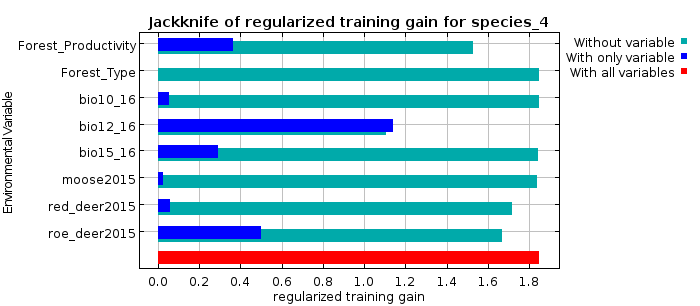 Jackknife of regularized training gain for species_4
Without variable
With only variable
With all variables
Environmental Variable
Forest_Productivity
Forest_Type
bio10_16
bio12_16
bio15_16
moose2015
red_deer2015
roe_deer2015
0.0 0.2 0.4 0.6 0.8 1.0 1.2 1.4 1.6 1.8
regularized training gain